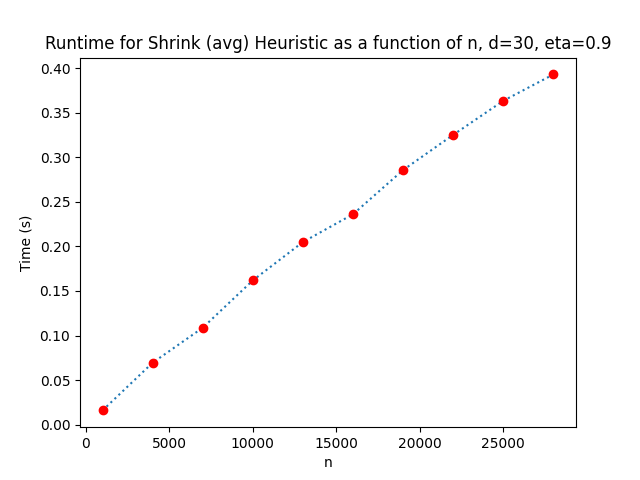 Runtime for Shrink (avg) Heuristic as a function of n, d=30, eta=0.9
0.40
0.35
0.30
0.25
0.20
0.15
0.10
0.05
0.00
Time (s)
0 5000 10000 15000 20000 25000
n